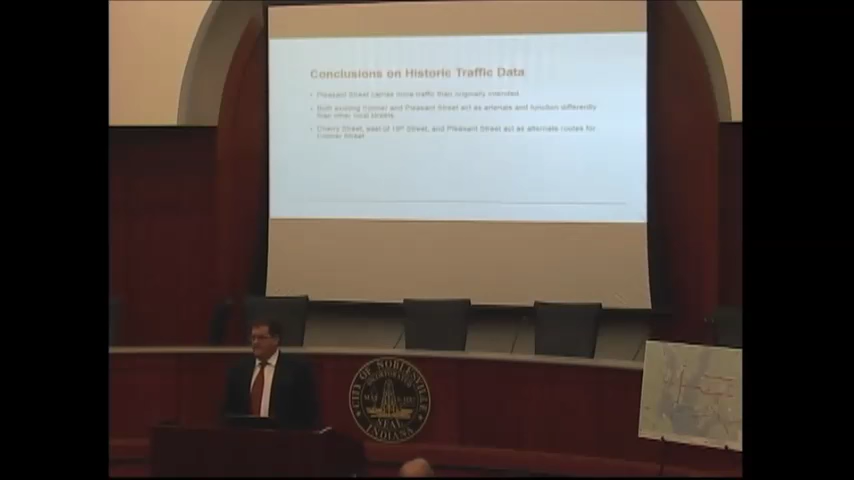 Conclusions on Historic Traffic Data
Pleasant Street carries more traffic than originally intended
Both existing Conner and Pleasant Street act as arterials and function differently
than other local streets
Cherry Street, east of 10th Street, and Pleasant Street act as alternate routes for
Conner Street
CITY OF NOBLESVILLE
INCORPORATED
SEAL
INDIANA